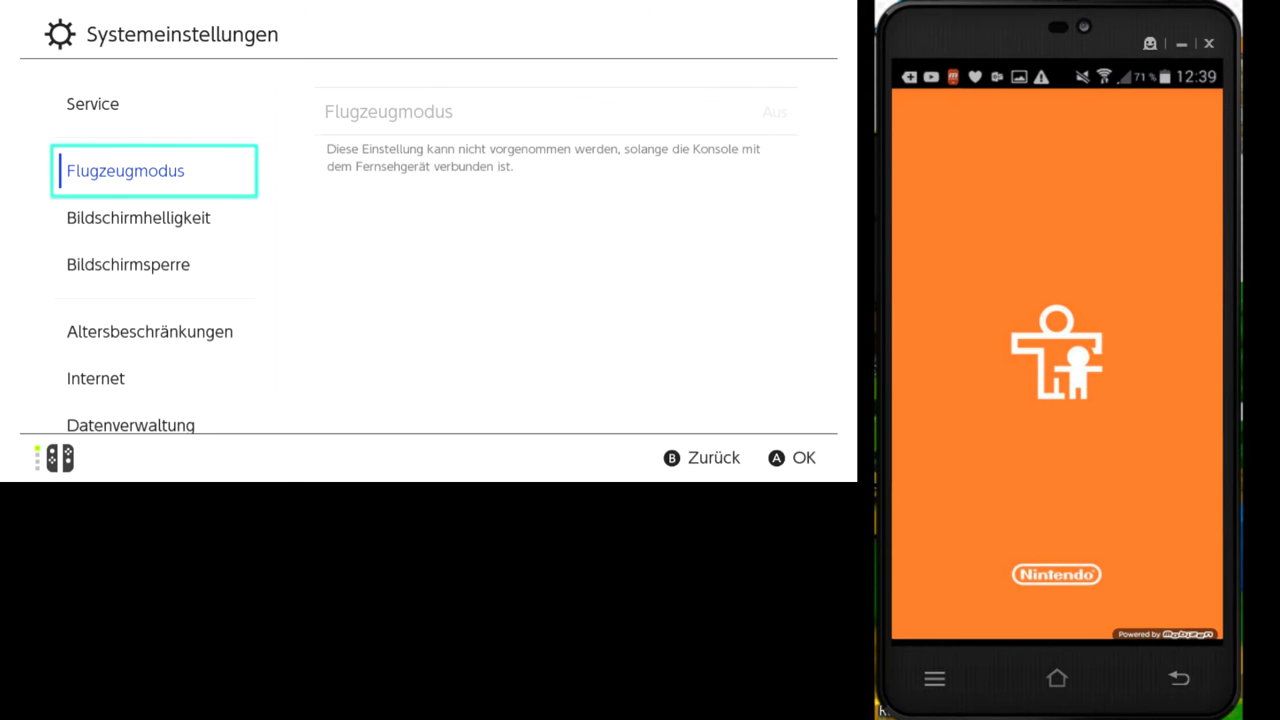 Systemeinstellungen
Service
Flugzeugmodus
Bildschirmhelligkeit
Bildschirmsperre
Altersbeschränkungen
Internet
Datenverwaltung
Flugzeugmodus Aus
Diese Einstellung kann nicht vorgenommen werden, solange die Konsole mit
dem Fernsehgerät verbunden ist.
B Zurück A OK
71 % 12:39
Nintendo
Powered by Mobizen